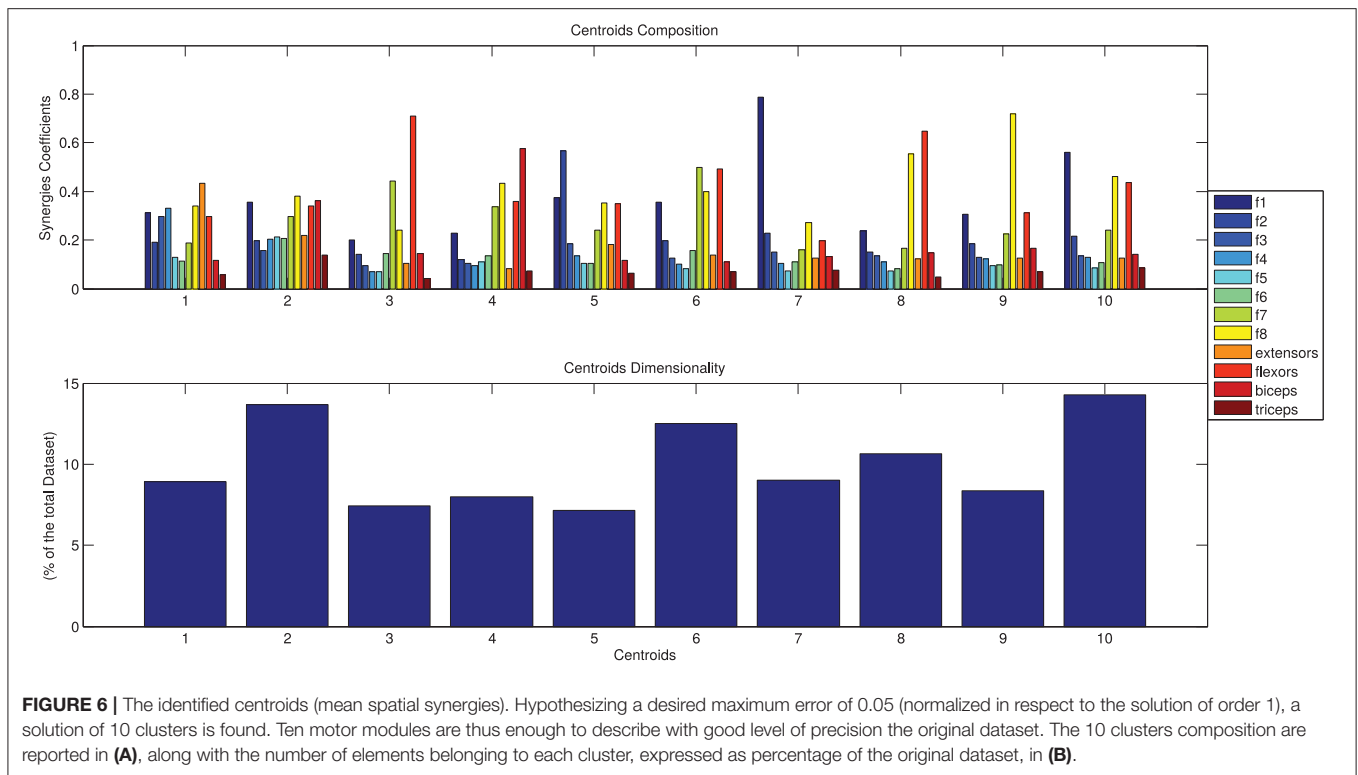 Centroids Composition
Synergies Coefficients
1
0.8
0.6
0.4
0.2
0
1 2 3 4 5 6 7 8 9 10
f1
f2
f3
f4
f5
f6
f7
f8
extensors
flexors
biceps
triceps
Centroids Dimensionality
(% of the total Dataset)
15
10
5
0
1 2 3 4 5 6 7 8 9 10
Centroids
FIGURE 6 | The identified centroids (mean spatial synergies). Hypothesizing a desired maximum error of 0.05 (normalized in respect to the solution of order 1), a
solution of 10 clusters is found. Ten motor modules are thus enough to describe with good level of precision the original dataset. The 10 clusters composition are
reported in (A), along with the number of elements belonging to each cluster, expressed as percentage of the original dataset, in (B).